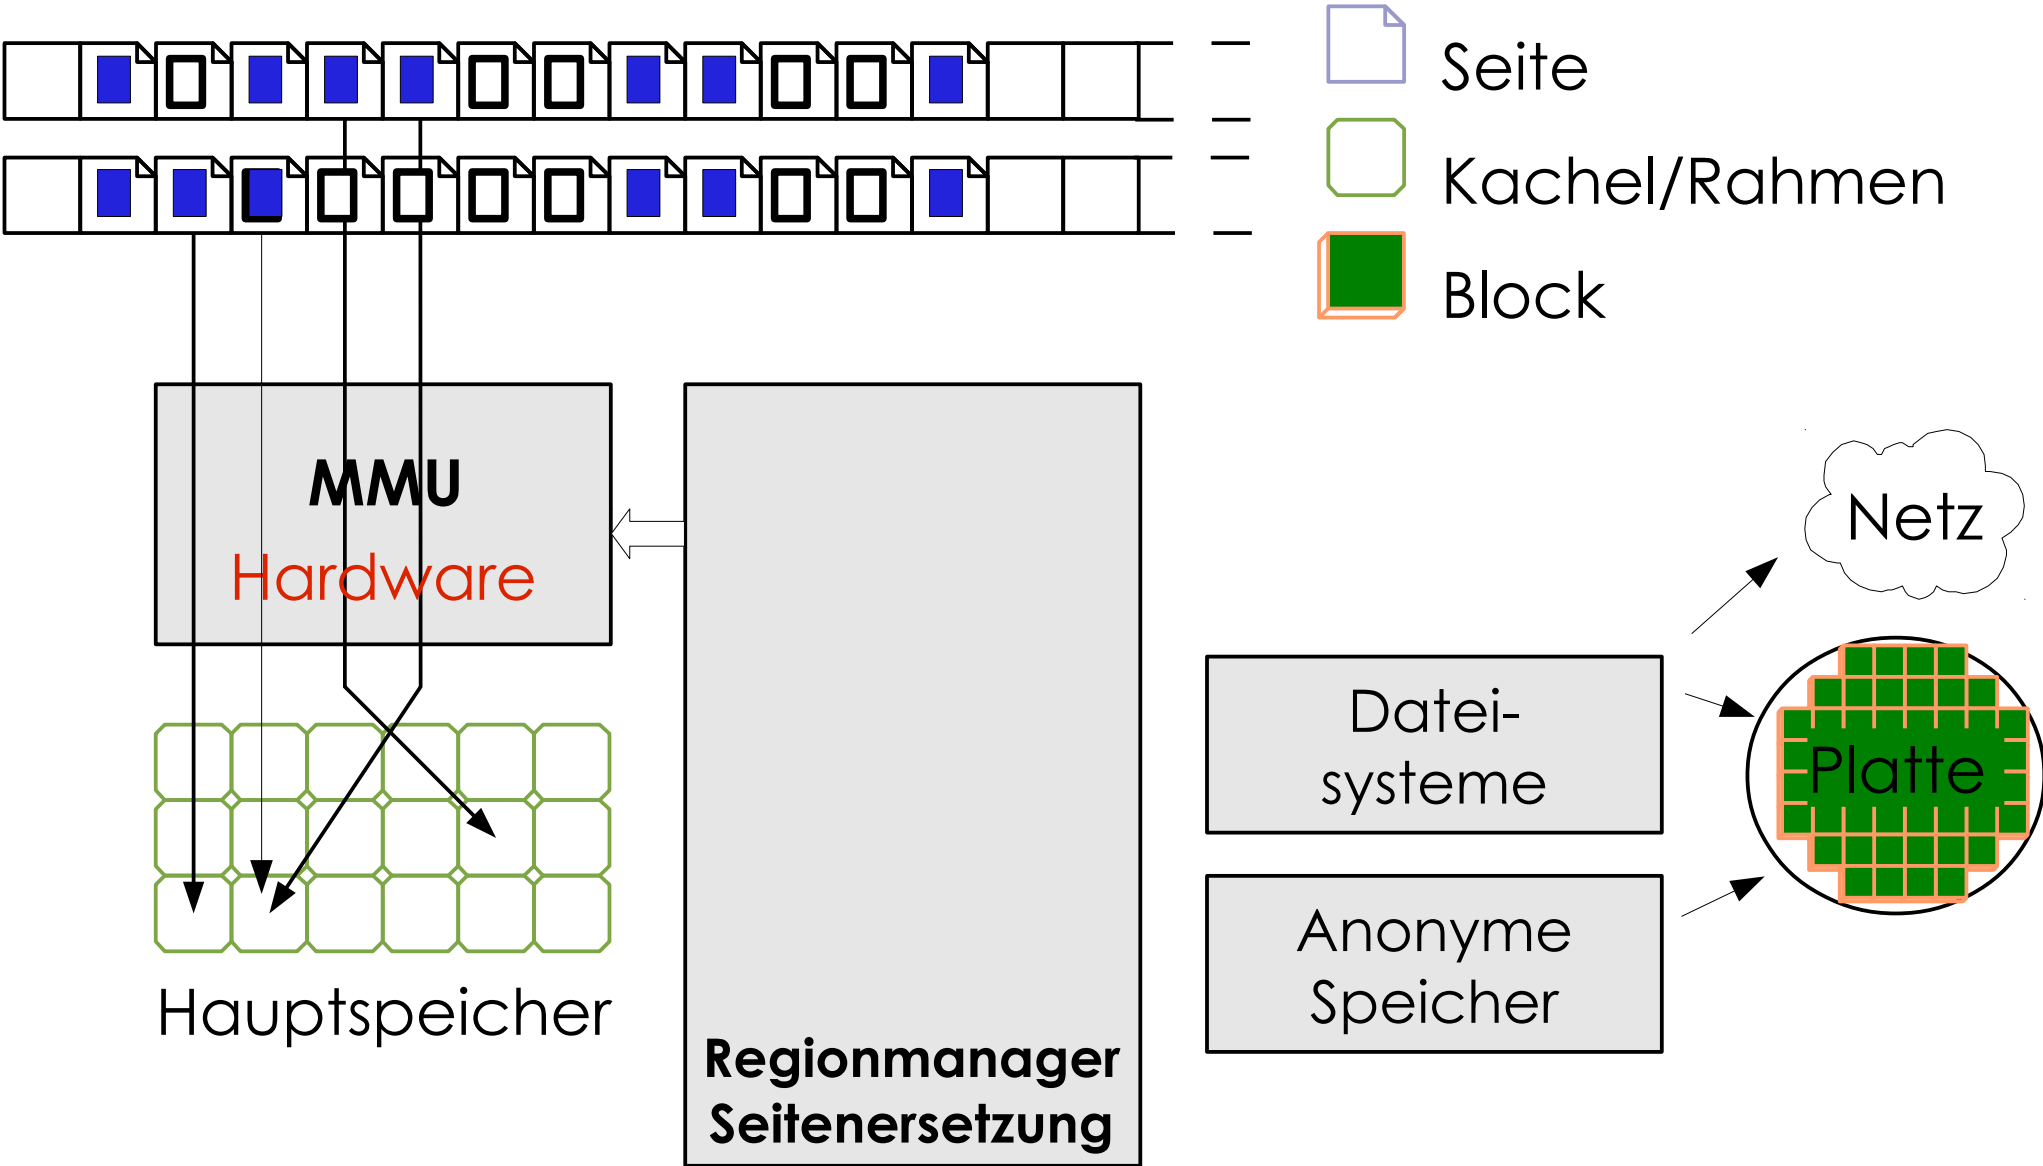 Seite
Kachel/Rahmen
Block
MMU
Hardware
Netz
Datei-
systeme
Platte
Anonyme
Speicher
Hauptspeicher
Regionmanager
Seitenersetzung